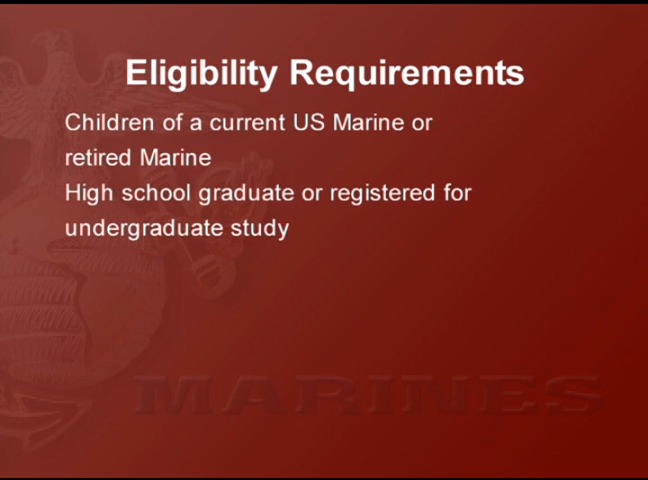 Eligibility Requirements
Children of a current US Marine or
retired Marine
High school graduate or registered for
undergraduate study
MARINES